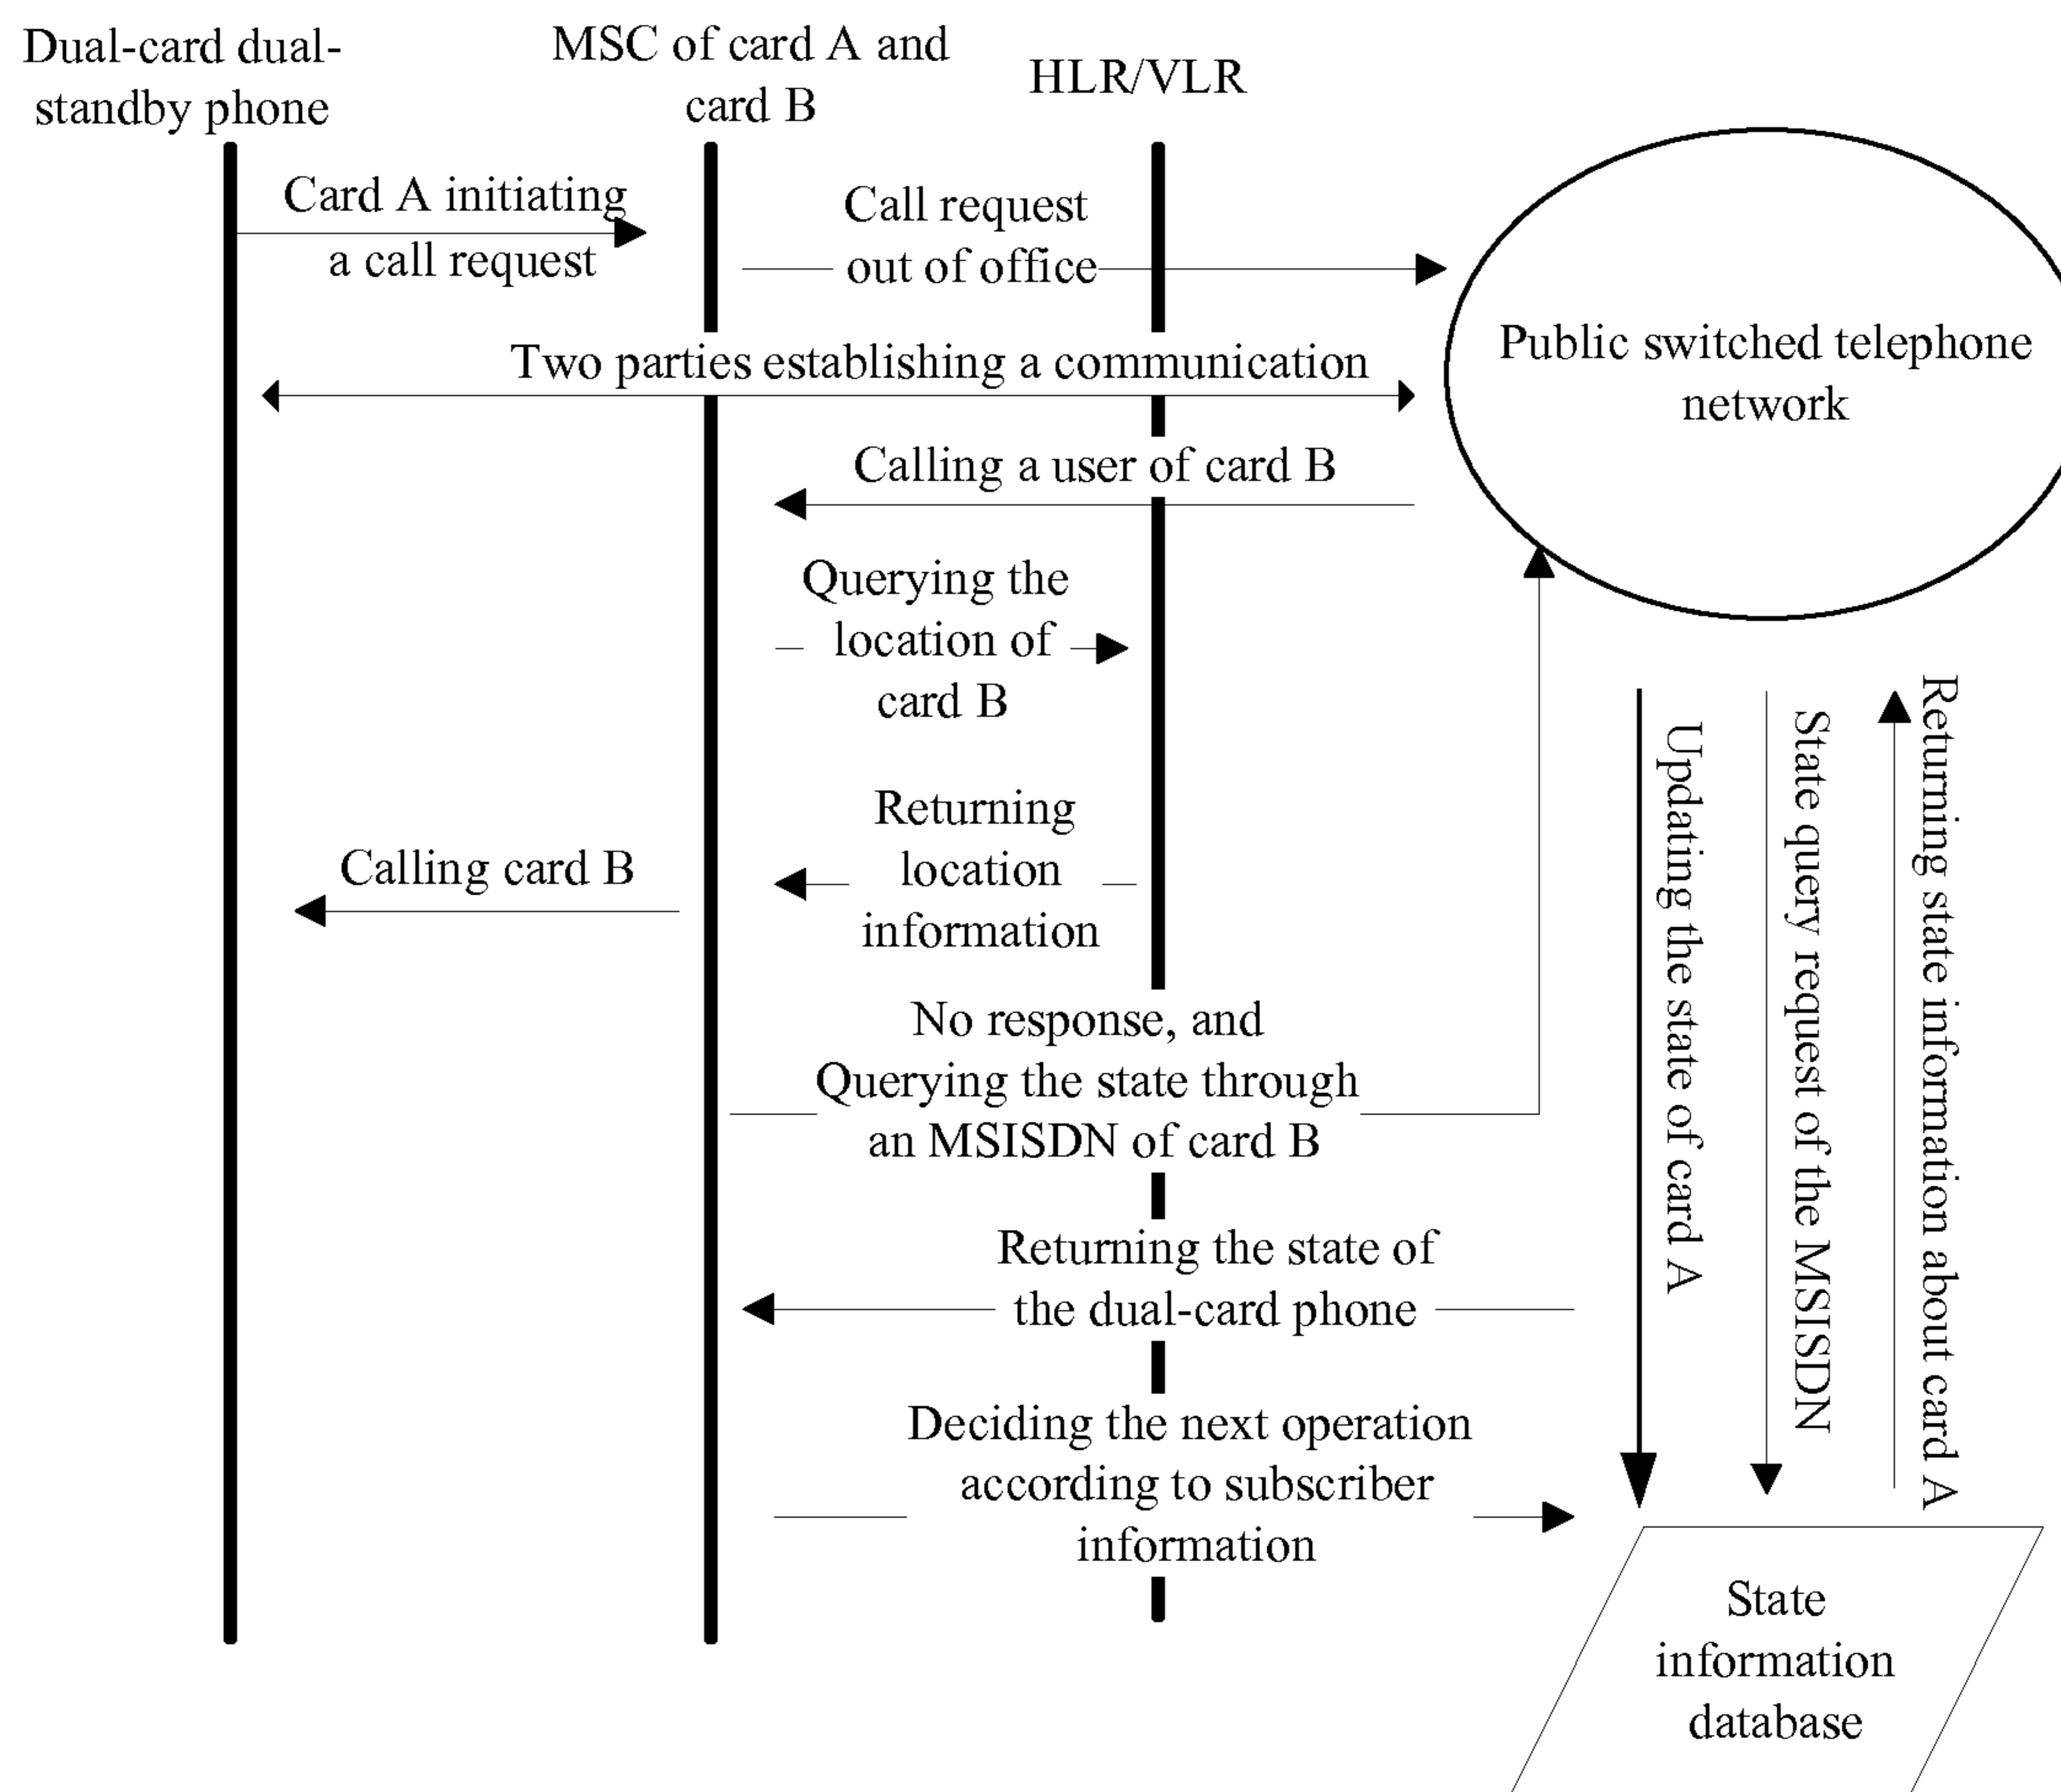 Dual-card dual-
standby phone
MSC of card A and
card B
HLR/VLR
Card A initiating
a call request
Call request
out of office
Public switched telephone
network
Two parties establishing a communication
Calling a user of card B
Querying the
location of
card B
Returning
location
information
Calling card B
No response, and
Querying the state through
an MSISDN of card B
Returning the state of
the dual-card phone
Deciding the next operation
according to subscriber
information
Updating the state of card A
State query request of the MSISDN
Returning state information about card A
State
information
database